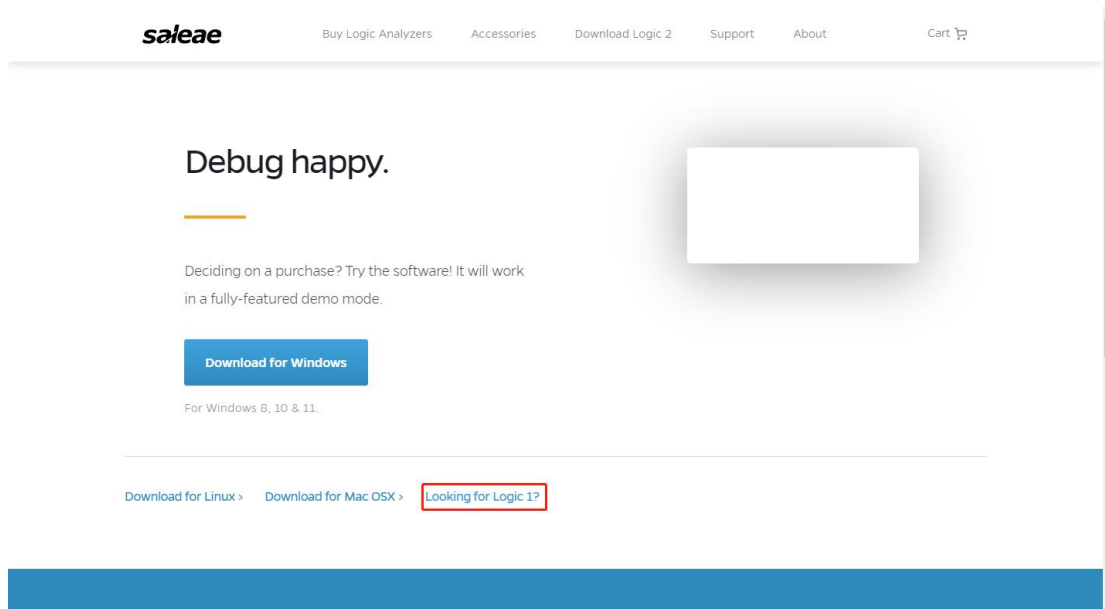 saleae
Buy Logic Analyzers Accessories Download Logic 2 Support About Cart
Debug happy.
Deciding on a purchase? Try the software! It will work
in a fully-featured demo mode.
Download for Windows
For Windows 8, 10 & 11.
Download for Linux > Download for Mac OSX > Looking for Logic 1?